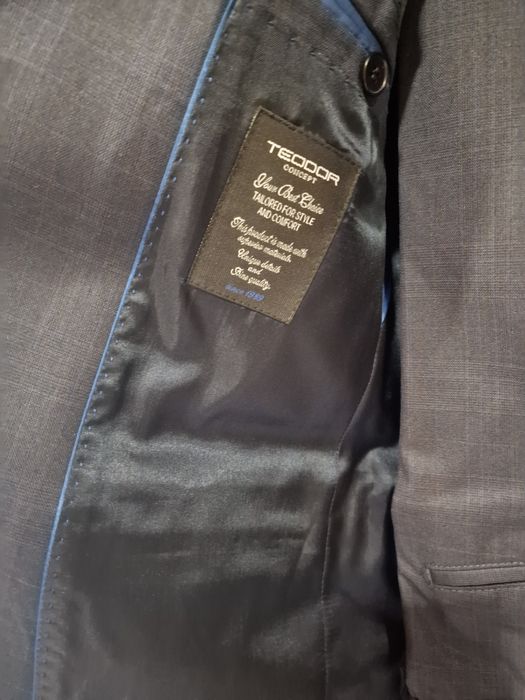 TEODOR
CONCEPT
Your Best Choice
TAILORED FOR STYLE
AND COMFORT
This product is made with
superior materials.
Unique details
and
Fine quality
since 1989